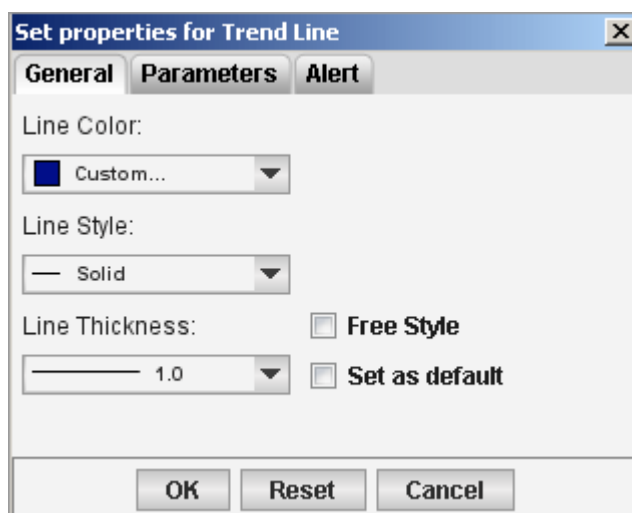 Set properties for Trend Line
General Parameters Alert
Line Color:
Custom...
Line Style:
Solid
Line Thickness:
Free Style
1.0
Set as default
OK Reset Cancel